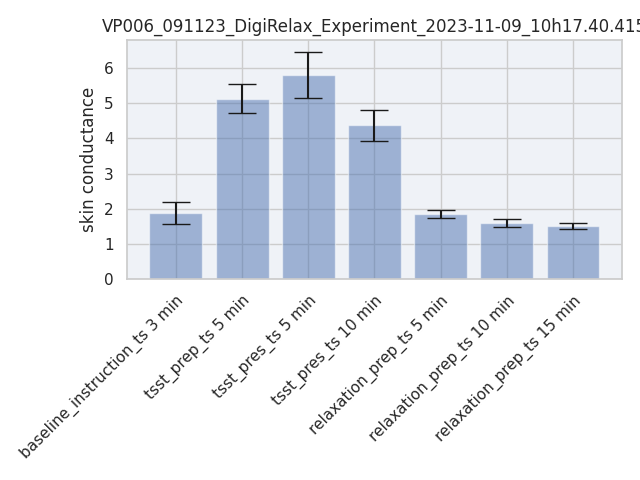 VP006_091123_DigiRelax_Experiment_2023-11-09_10h17.40.415
skin conductance
6
5
4
3
2
1
0
baseline_instruction_ts 3 min
tsst_prep_ts 5 min
tsst_pres_ts 5 min
tsst_pres_ts 10 min
relaxation_prep_ts 5 min
relaxation_prep_ts 10 min
relaxation_prep_ts 15 min